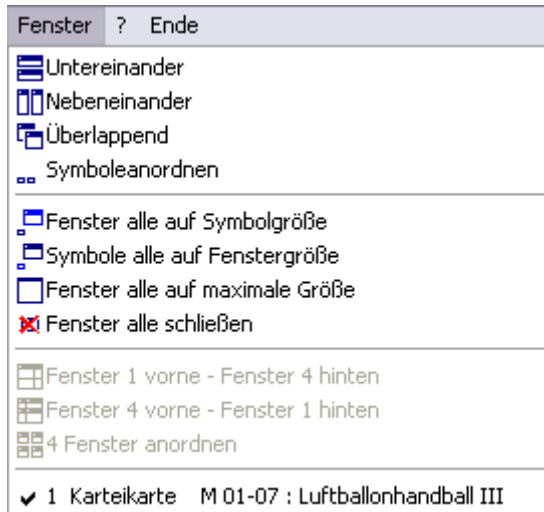 Fenster ? Ende
Untereinander
Nebeneinander
Überlappend
Symboleanordnen
Fenster alle auf Symbolgröße
Symbole alle auf Fenstergröße
Fenster alle auf maximale Größe
Fenster alle schließen
Fenster 1 vorne - Fenster 4 hinten
Fenster 4 vorne - Fenster 1 hinten
4 Fenster anordnen
1 Karteikarte M 01-07 : Luftballonhandball III